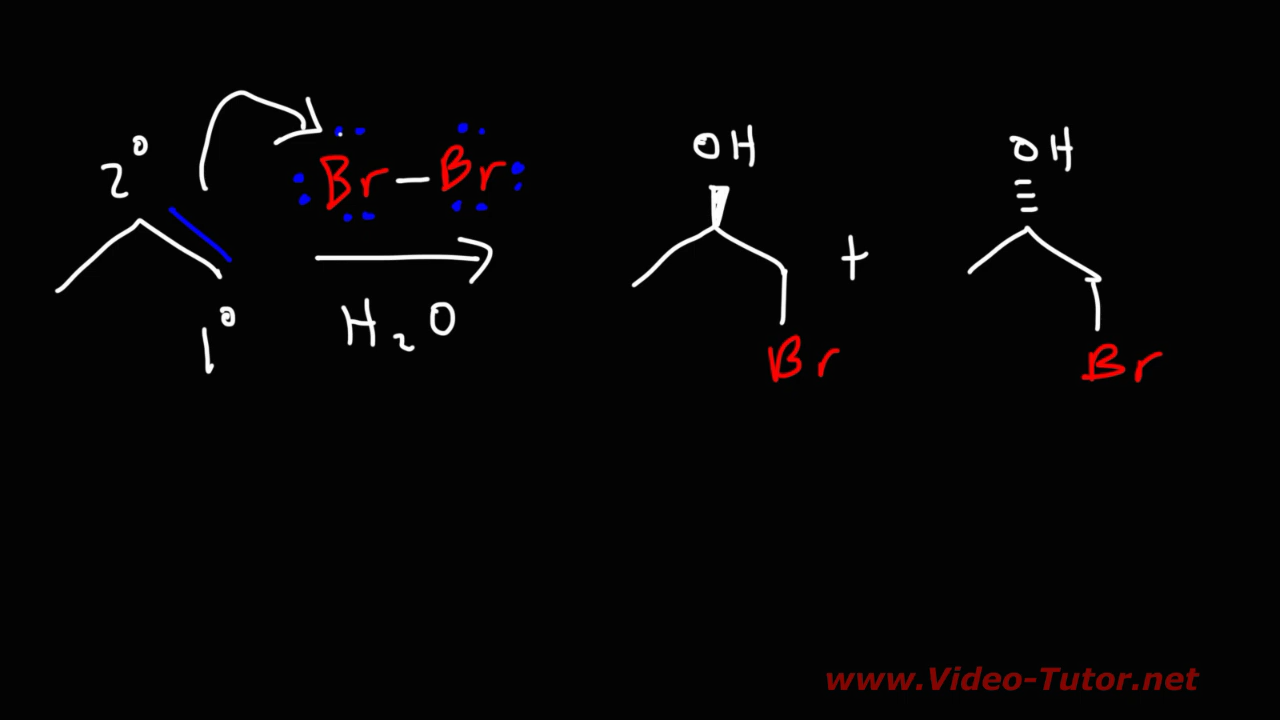 2° Br–Br OH OH
1° H₂O + 
Br Br
www.Video-Tutor.net